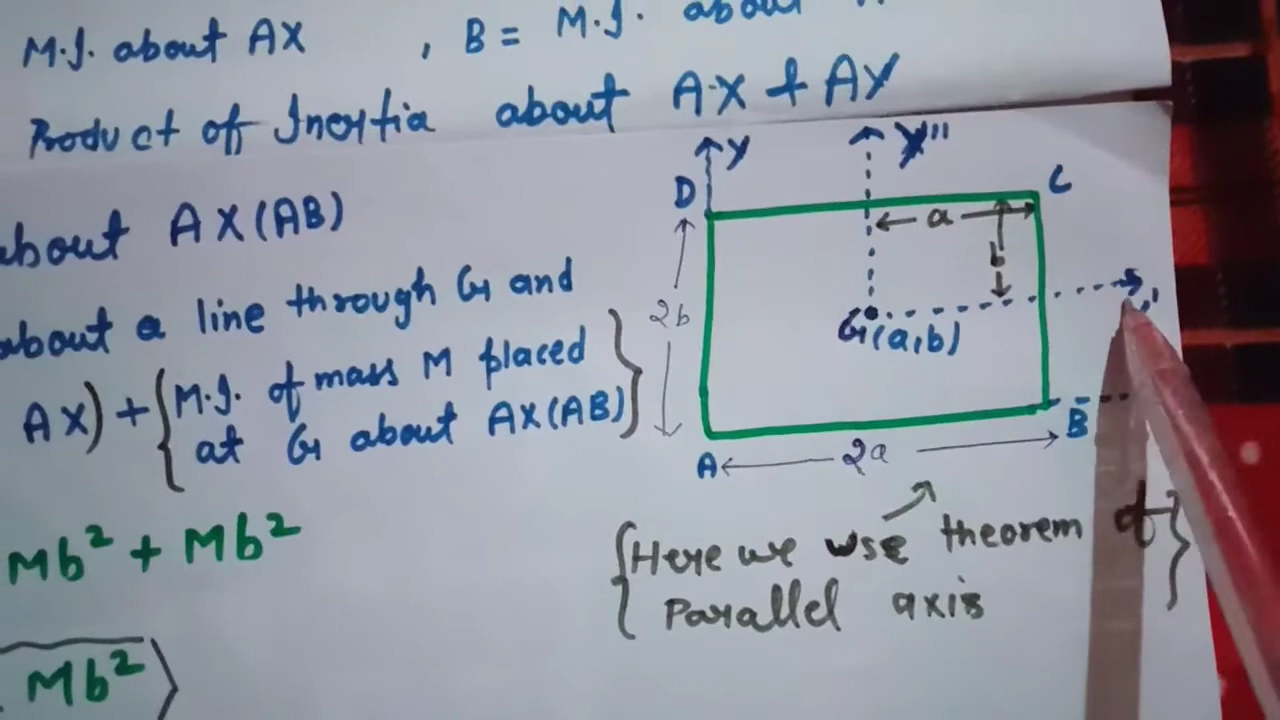 M.I. about AX , B = M.I. about
Product of Inertia about AX & AY
about AX (AB)
about a line through G and
AX) + {M.I. of mass M placed
at G about AX (AB)}
Mb² + Mb²
Mb²
Y
Y"
D
C
a
b
2b
G(a,b)
A
B
2a
{Here we use theorem of
Parallel axis}